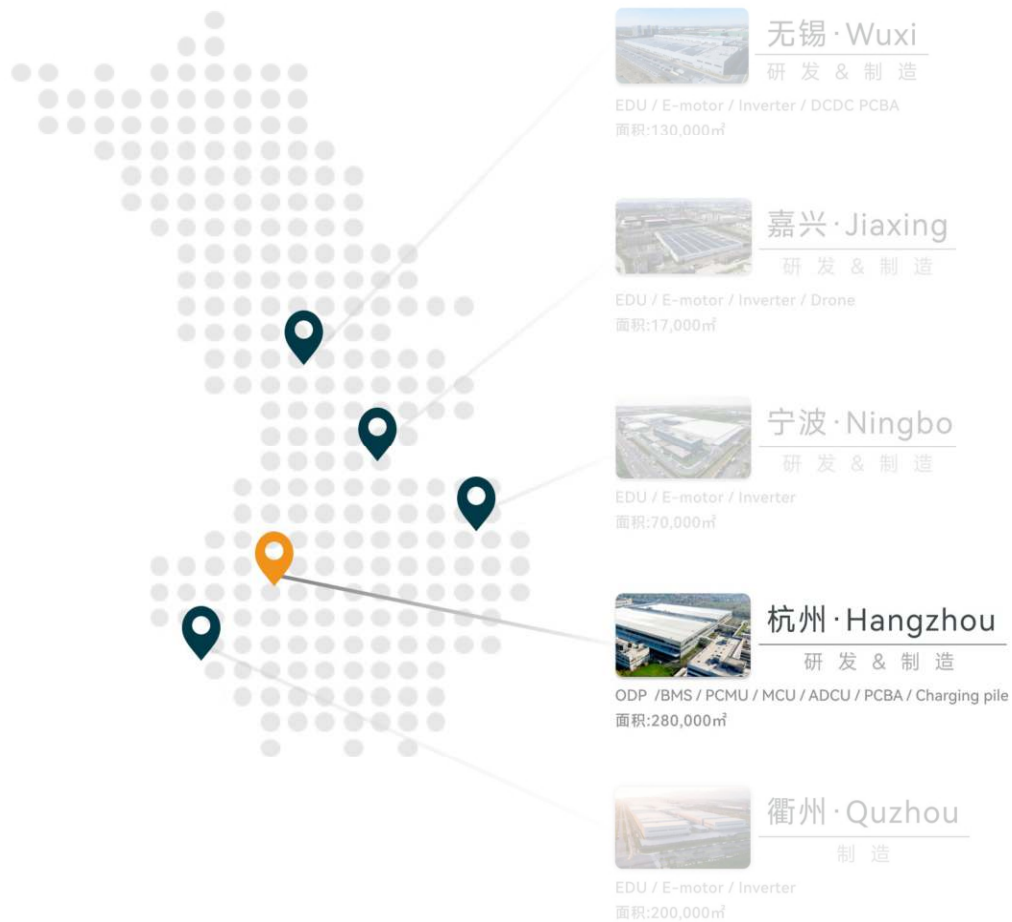 无锡·Wuxi
研发&制造
EDU / E-motor / Inverter / DCDC PCBA
面积:130,000㎡
嘉兴·Jiaxing
研发&制造
EDU / E-motor / Inverter / Drone
面积:17,000㎡
宁波·Ningbo
研发&制造
EDU / E-motor / Inverter
面积:70,000㎡
杭州·Hangzhou
研发&制造
ODP /BMS / PCMU / MCU / ADCU / PCBA / Charging pile
面积:280,000㎡
衢州·Quzhou
制造
EDU / E-motor / Inverter
面积:200,000㎡